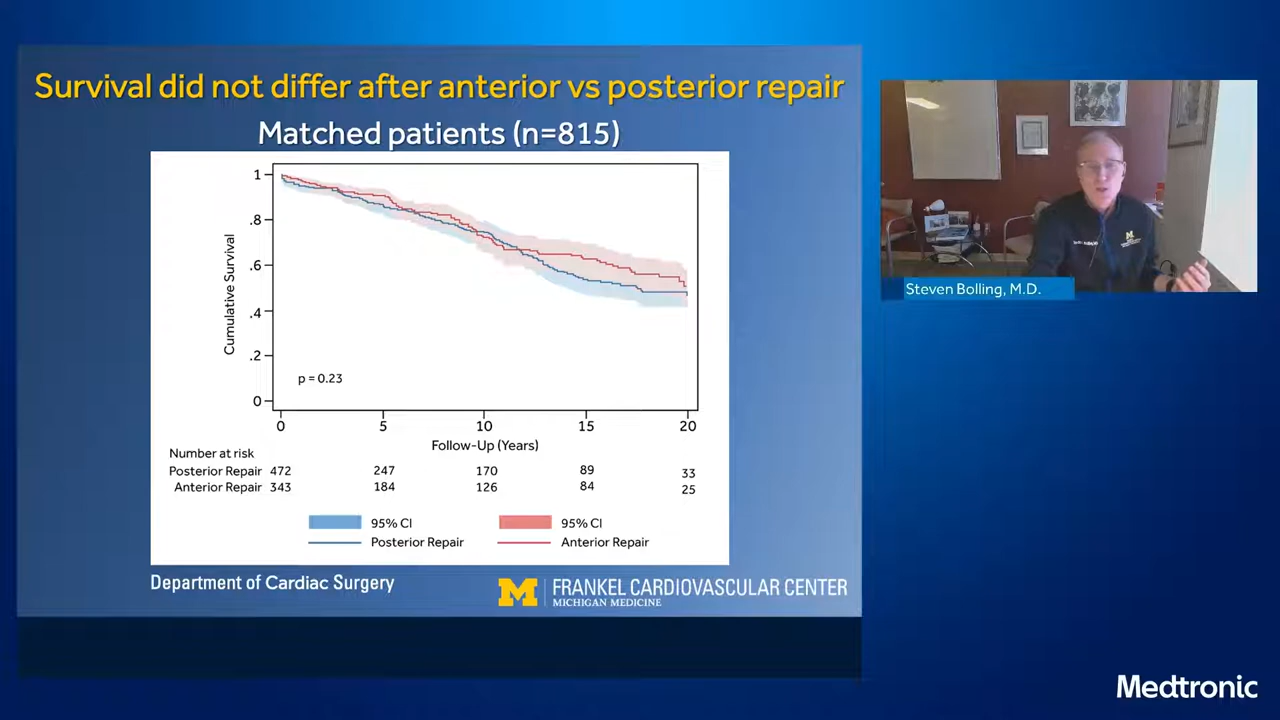 Survival did not differ after anterior vs posterior repair
Matched patients (n=815)
1
.8
.6
.4
.2
0
Cumulative Survival
p = 0.23
0 5 10 15 20
Follow-Up (Years)
Number at risk
Posterior Repair 472 247 170 89 33
Anterior Repair 343 184 126 84 25
95% CI 95% CI
Posterior Repair Anterior Repair
Department of Cardiac Surgery
M FRANKEL CARDIOVASCULAR CENTER
MICHIGAN MEDICINE
M
Steven Bolling, M.D.
Medtronic